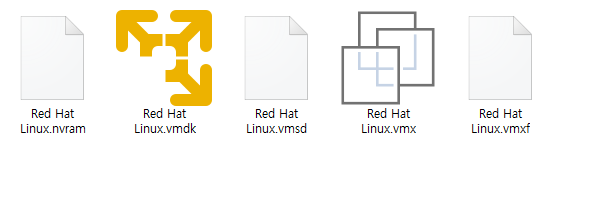 Red Hat
Linux.nvram
Red Hat
Linux.vmdk
Red Hat
Linux.vmsd
Red Hat
Linux.vmx
Red Hat
Linux.vmxf